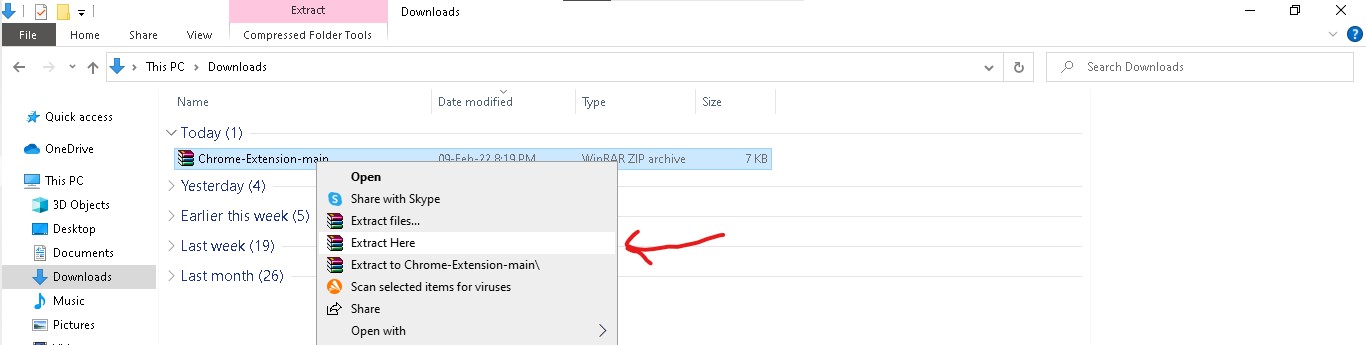 Extract
Downloads
File
Home
Share
View
Compressed Folder Tools
This PC
Downloads
Search Downloads
Name
Date modified
Type
Size
Quick access
OneDrive
This PC
3D Objects
Desktop
Documents
Downloads
Music
Pictures
Today (1)
Chrome-Extension-main
09-Feb-22 8:19 PM
WinRAR ZIP archive
7 KB
Yesterday (4)
Earlier this week (5)
Last week (19)
Last month (26)
Open
Share with Skype
Extract files...
Extract Here
Extract to Chrome-Extension-main\
Scan selected items for viruses
Share
Open with